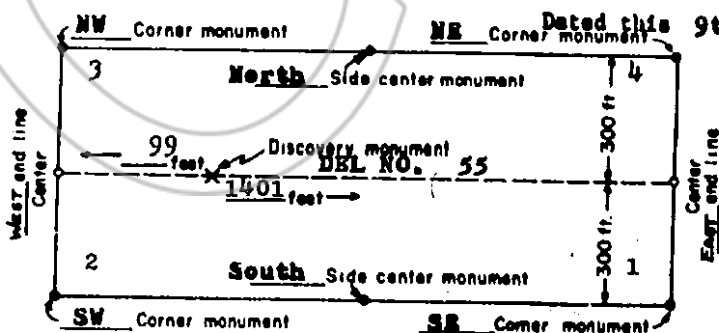 NW Corner monument NE Corner monument Dated this 9t
3 4
North Side center monument
300 ft
99 feet Discovery monument
DEL NO. 55
1401 feet
WEST end line
Center
Center
EAST end line
300 ft.
2 1
South Side center monument
SW Corner monument SE Corner monument